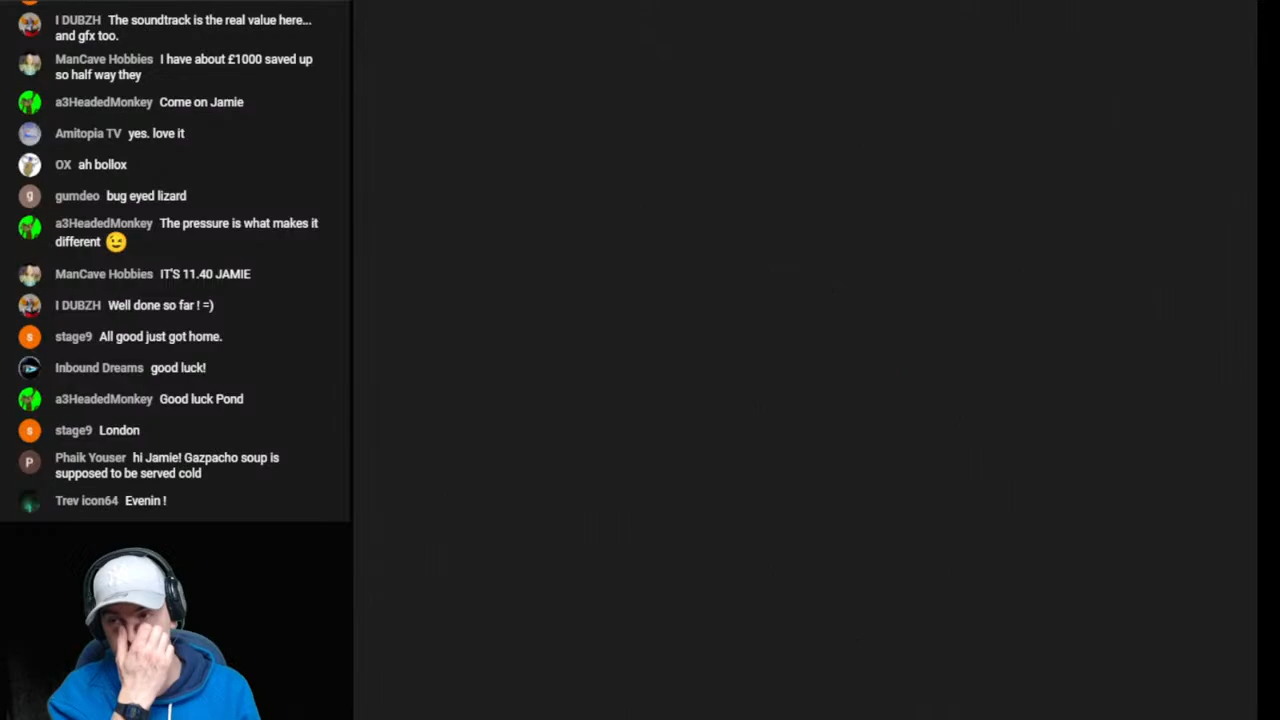 I DUBZH The soundtrack is the real value here...
and gfx too.
ManCave Hobbies I have about £1000 saved up
so half way they
a3HeadedMonkey Come on Jamie
Amitopia TV yes. love it
OX ah bollox
g gumdeo bug eyed lizard
a3HeadedMonkey The pressure is what makes it
different 😉
ManCave Hobbies IT'S 11.40 JAMIE
I DUBZH Well done so far ! =)
s stage9 All good just got home.
Inbound Dreams good luck!
a3HeadedMonkey Good luck Pond
s stage9 London
P Phaik Youser hi Jamie! Gazpacho soup is
supposed to be served cold
Trev icon64 Evenin !